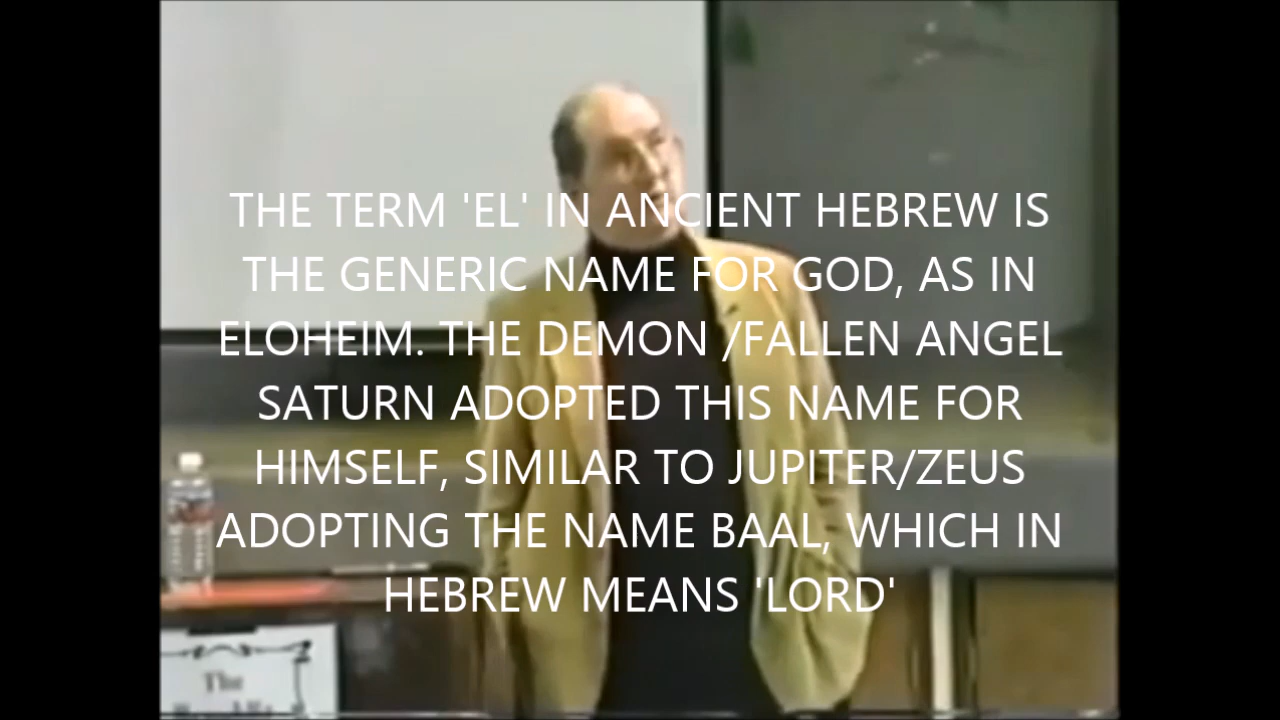 THE TERM 'EL' IN ANCIENT HEBREW IS
THE GENERIC NAME FOR GOD, AS IN
ELOHEIM. THE DEMON /FALLEN ANGEL
SATURN ADOPTED THIS NAME FOR
HIMSELF, SIMILAR TO JUPITER/ZEUS
ADOPTING THE NAME BAAL, WHICH IN
HEBREW MEANS 'LORD'
The